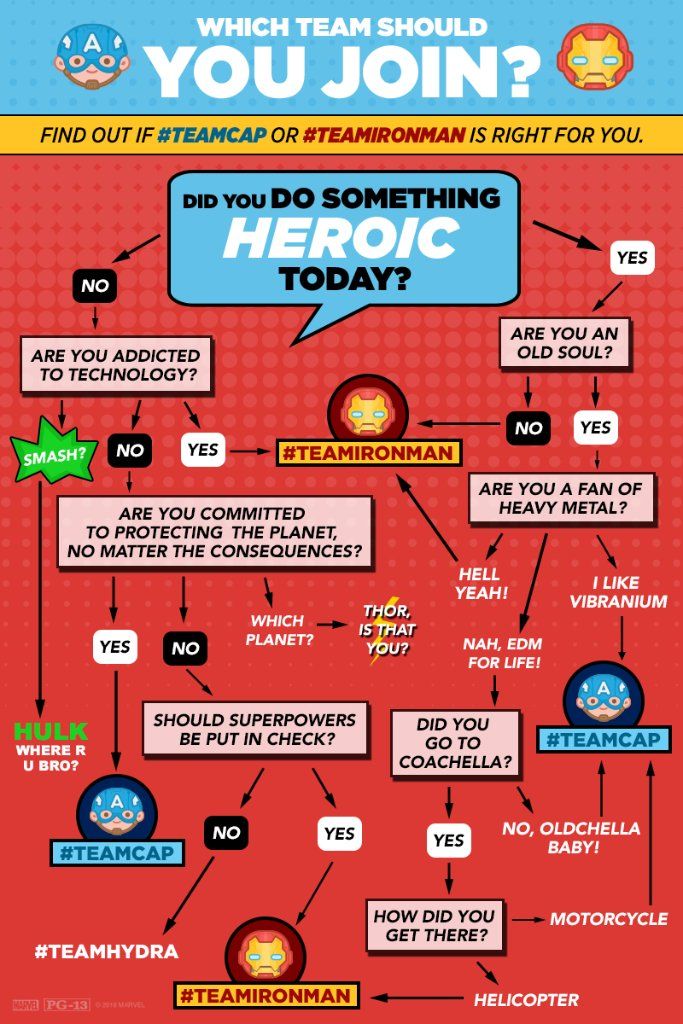 WHICH TEAM SHOULD
YOU JOIN?
FIND OUT IF #TEAMCAP OR #TEAMIRONMAN IS RIGHT FOR YOU.
DID YOU DO SOMETHING
HEROIC
TODAY?
NO
YES
ARE YOU ADDICTED
TO TECHNOLOGY?
ARE YOU AN
OLD SOUL?
SMASH?
NO
YES
#TEAMIRONMAN
NO
YES
ARE YOU COMMITTED
TO PROTECTING THE PLANET,
NO MATTER THE CONSEQUENCES?
ARE YOU A FAN OF
HEAVY METAL?
HELL
YEAH!
I LIKE
VIBRANIUM
YES
NO
WHICH
PLANET?
THOR,
IS THAT
YOU?
NAH, EDM
FOR LIFE!
HULK
WHERE R
U BRO?
SHOULD SUPERPOWERS
BE PUT IN CHECK?
DID YOU
GO TO
COACHELLA?
A
#TEAMCAP
A
#TEAMCAP
NO
YES
YES
NO, OLDCHELLA
BABY!
#TEAMHYDRA
HOW DID YOU
GET THERE?
MOTORCYCLE
#TEAMIRONMAN
HELICOPTER
MARVEL PG-13 © 2016 MARVEL